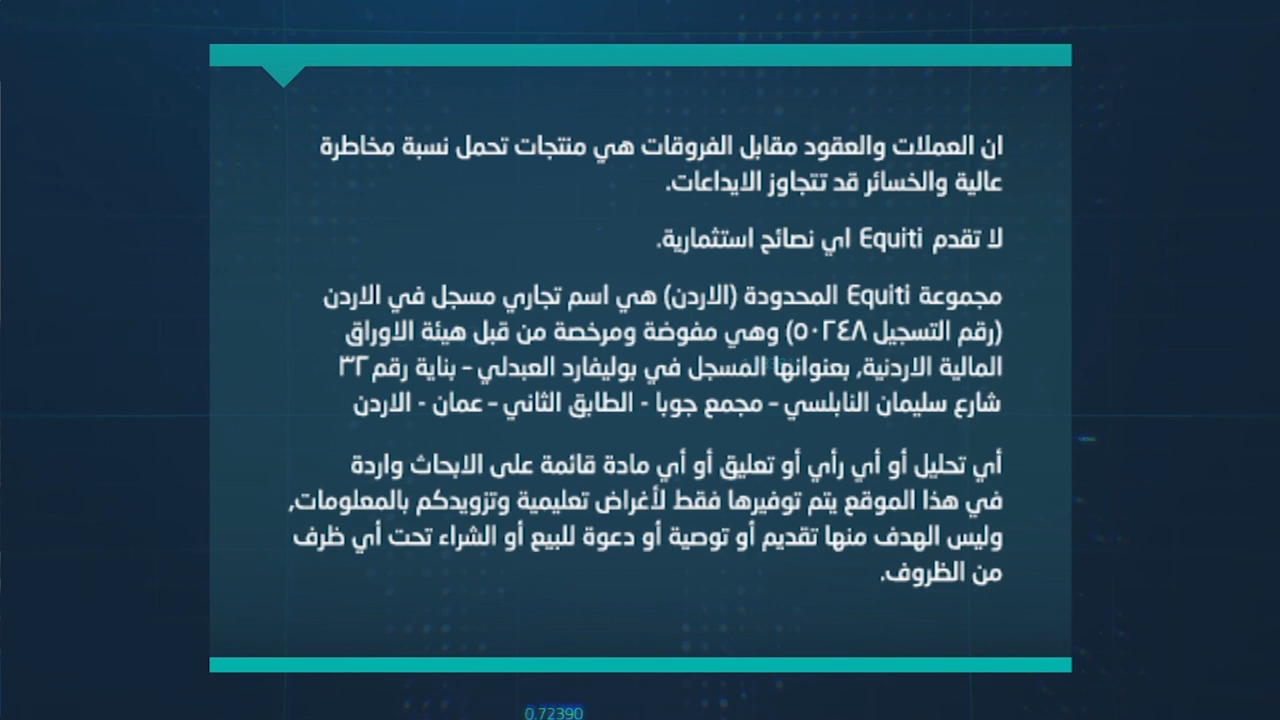 ان العملات والعقود مقابل الفروقات هي منتجات تحمل نسبة مخاطرة
عالية والخسائر قد تتجاوز الايداعات.
لا تقدم Equiti اي نصائح استثمارية.
مجموعة Equiti المحدودة (الاردن) هي اسم تجاري مسجل في الاردن
(رقم التسجيل ٥٠٢٤٨) وهي مفوضة ومرخصة من قبل هيئة الاوراق
المالية الاردنية, بعنوانها المسجل في بوليفارد العبدلي – بناية رقم ٣٢
شارع سليمان النابلسي – مجمع جوبا - الطابق الثاني – عمان - الاردن
أي تحليل أو أي رأي أو تعليق أو أي مادة قائمة على الابحاث واردة
في هذا الموقع يتم توفيرها فقط لأغراض تعليمية وتزويدكم بالمعلومات,
وليس الهدف منها تقديم أو توصية أو دعوة للبيع أو الشراء تحت أي ظرف
من الظروف.
0.72390